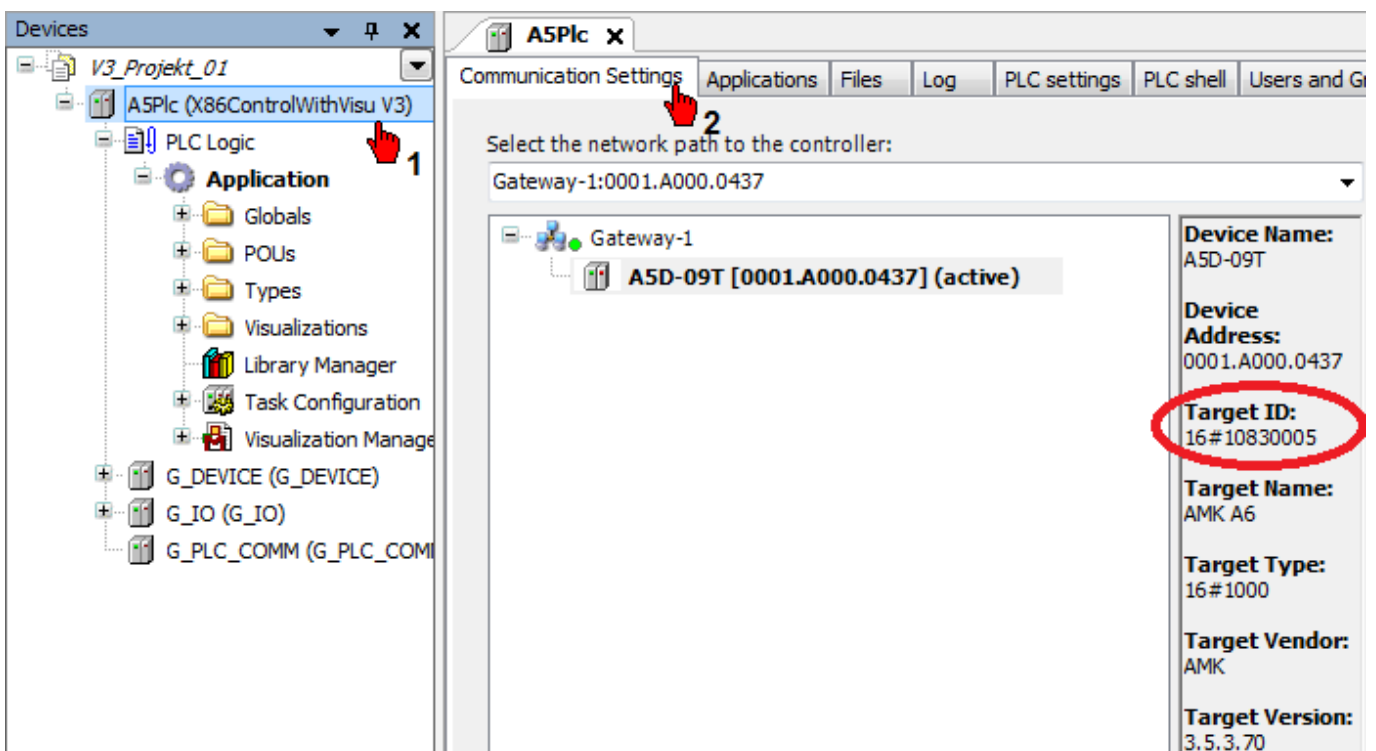 Devices
V3_Projekt_01
A5Plc (X86ControlWithVisu V3)
1
PLC Logic
Application
Globals
POUs
Types
Visualizations
Library Manager
Task Configuration
Visualization Manage
G_DEVICE (G_DEVICE)
G_IO (G_IO)
G_PLC_COMM (G_PLC_COMM
A5Plc
Communication Settings Applications Files Log PLC settings PLC shell Users and Gr
2
Select the network path to the controller:
Gateway-1:0001.A000.0437
Gateway-1
A5D-09T [0001.A000.0437] (active)
Device Name:
A5D-09T
Device
Address:
0001.A000.0437
Target ID:
16#10830005
Target Name:
AMK A6
Target Type:
16#1000
Target Vendor:
AMK
Target Version:
3.5.3.70